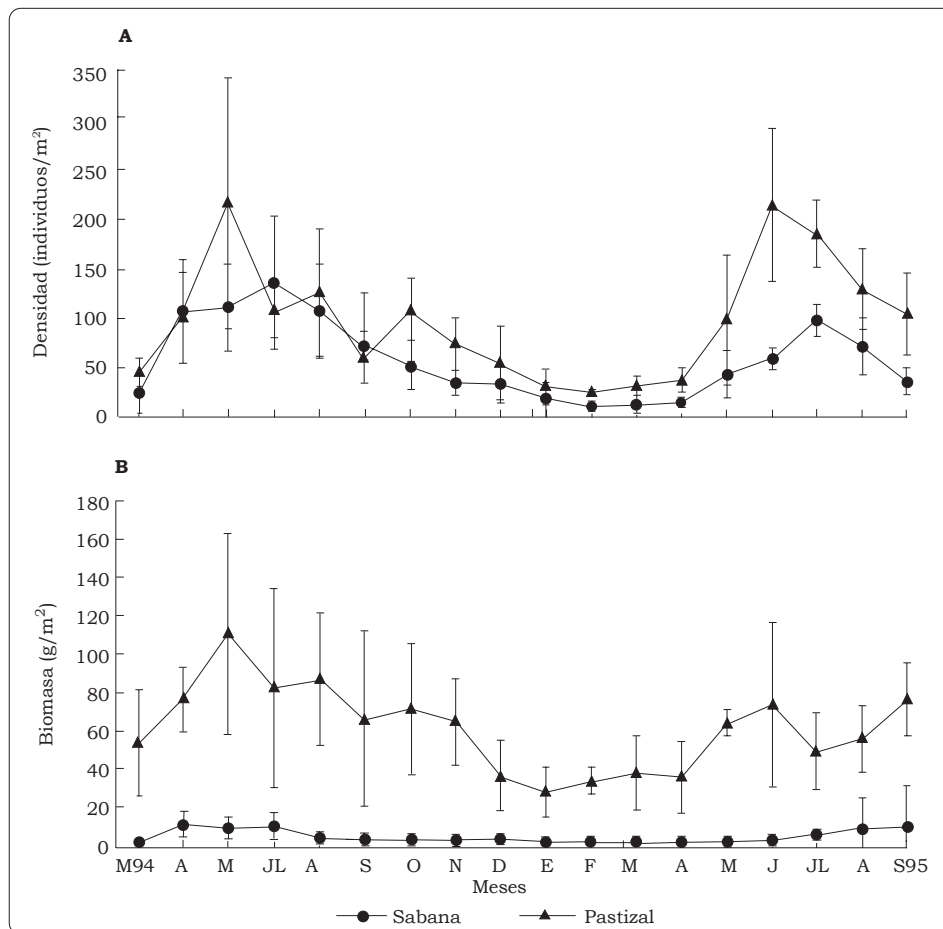 A
Densidad (individuos/m²)
350
300
250
200
150
100
50
0
B
Biomasa (g/m²)
180
160
140
120
100
80
60
40
20
0
M94 A M JL A S O N D E F M A M J JL A S95
Meses
Sabana Pastizal